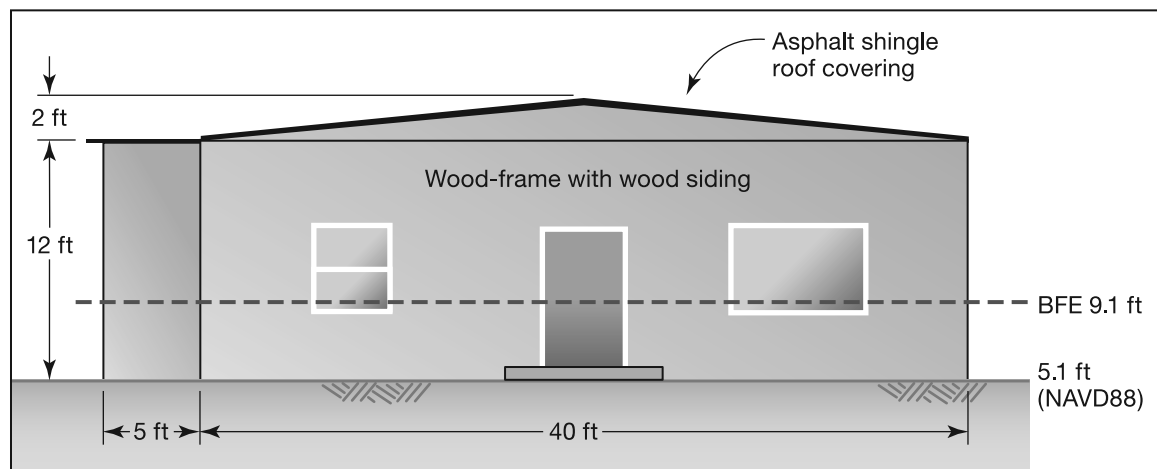 Asphalt shingle
roof covering
2 ft
Wood-frame with wood siding
12 ft
BFE 9.1 ft
5.1 ft
(NAVD88)
5 ft
40 ft